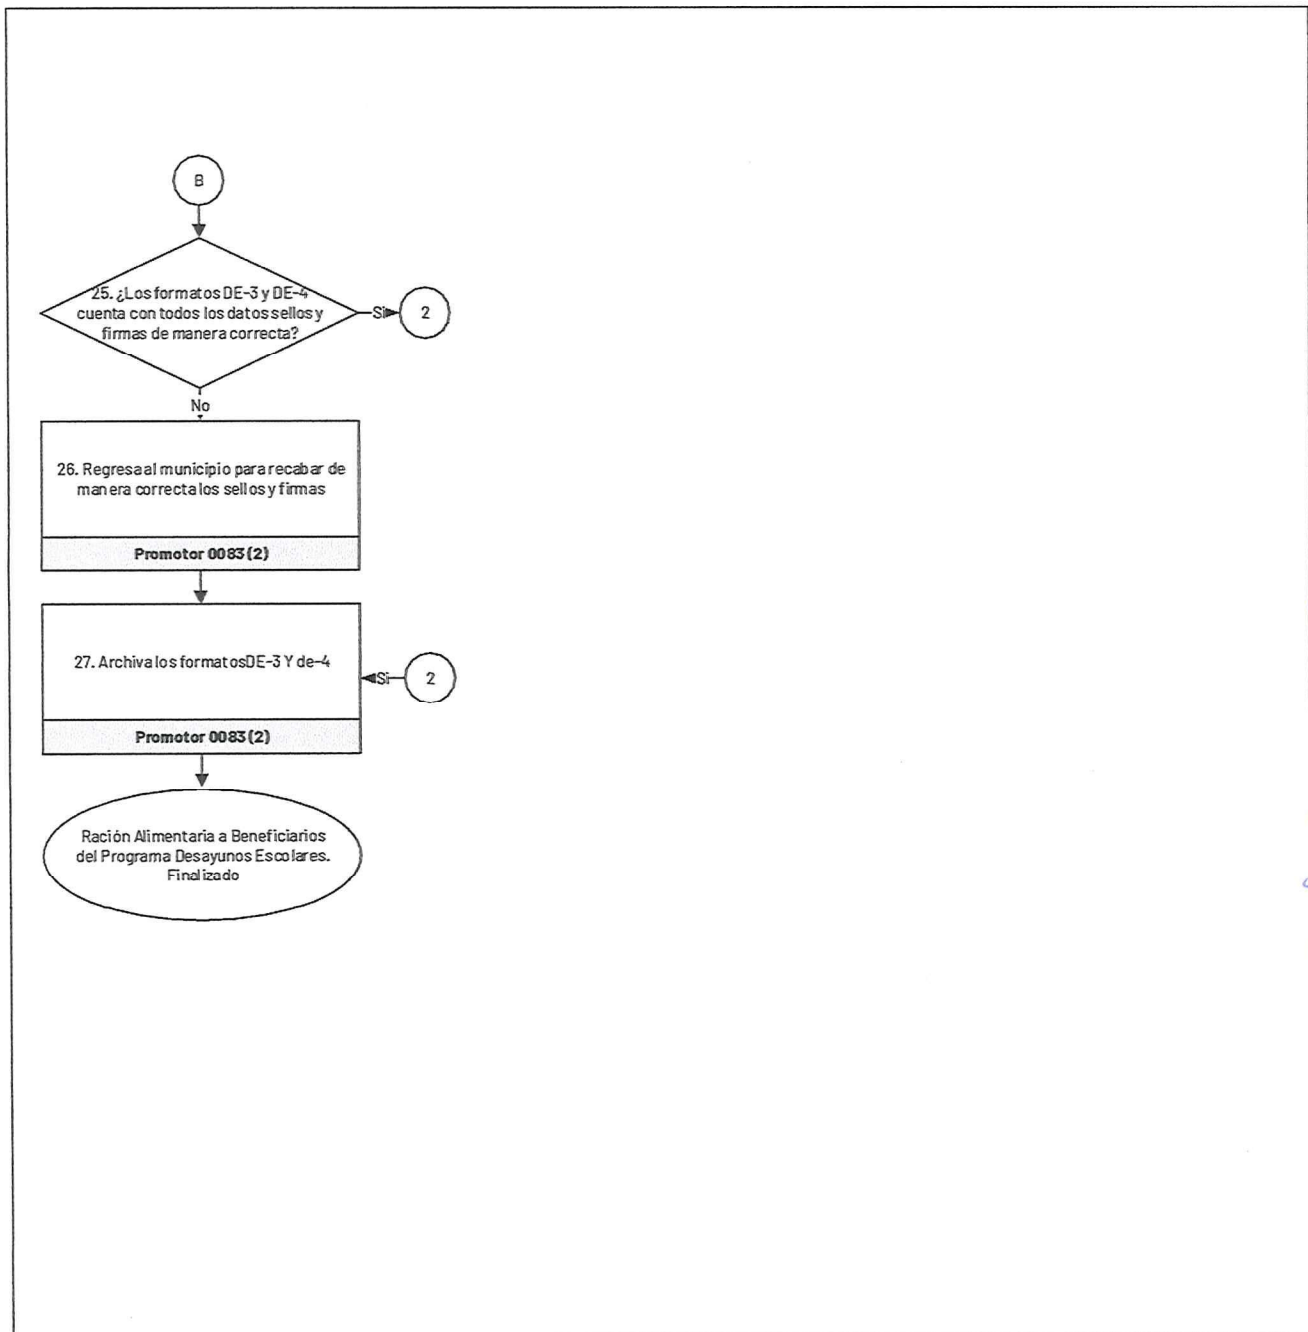 B
25. ¿Los formatos DE-3 y DE-4
cuenta con todos los datos sellos y
firmas de manera correcta?
Si
2
No
26. Regresa al municipio para recabar de
manera correcta los sellos y firmas
Promotor 0083 (2)
27. Archiva los formatos DE-3 Y de-4
Si
2
Promotor 0083 (2)
Ración Alimentaria a Beneficiarios
del Programa Desayunos Escolares.
Finalizado